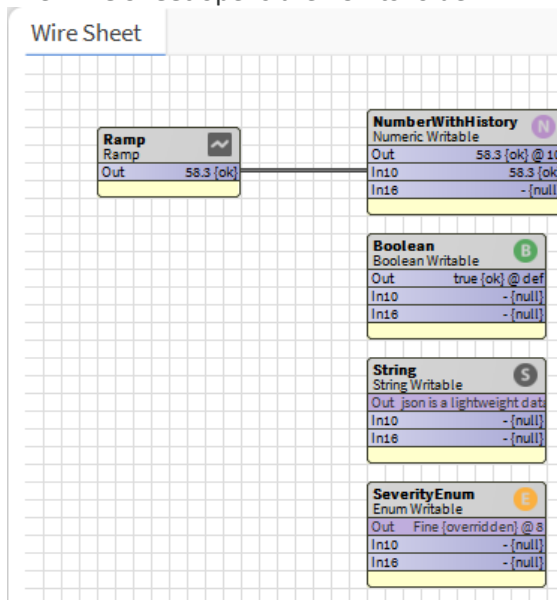 Wire Sheet
Ramp
Ramp
Out 58.3 {ok}
NumberWithHistory N
Numeric Writable
Out 58.3 {ok} @ 10
In10 58.3 {ok
In16 - {null
Boolean B
Boolean Writable
Out true {ok} @ def
In10 - {null}
In16 - {null}
String S
String Writable
Out json is a lightweight data
In10 - {null}
In16 - {null}
SeverityEnum E
Enum Writable
Out Fine {overridden} @ 8
In10 - {null}
In16 - {null}